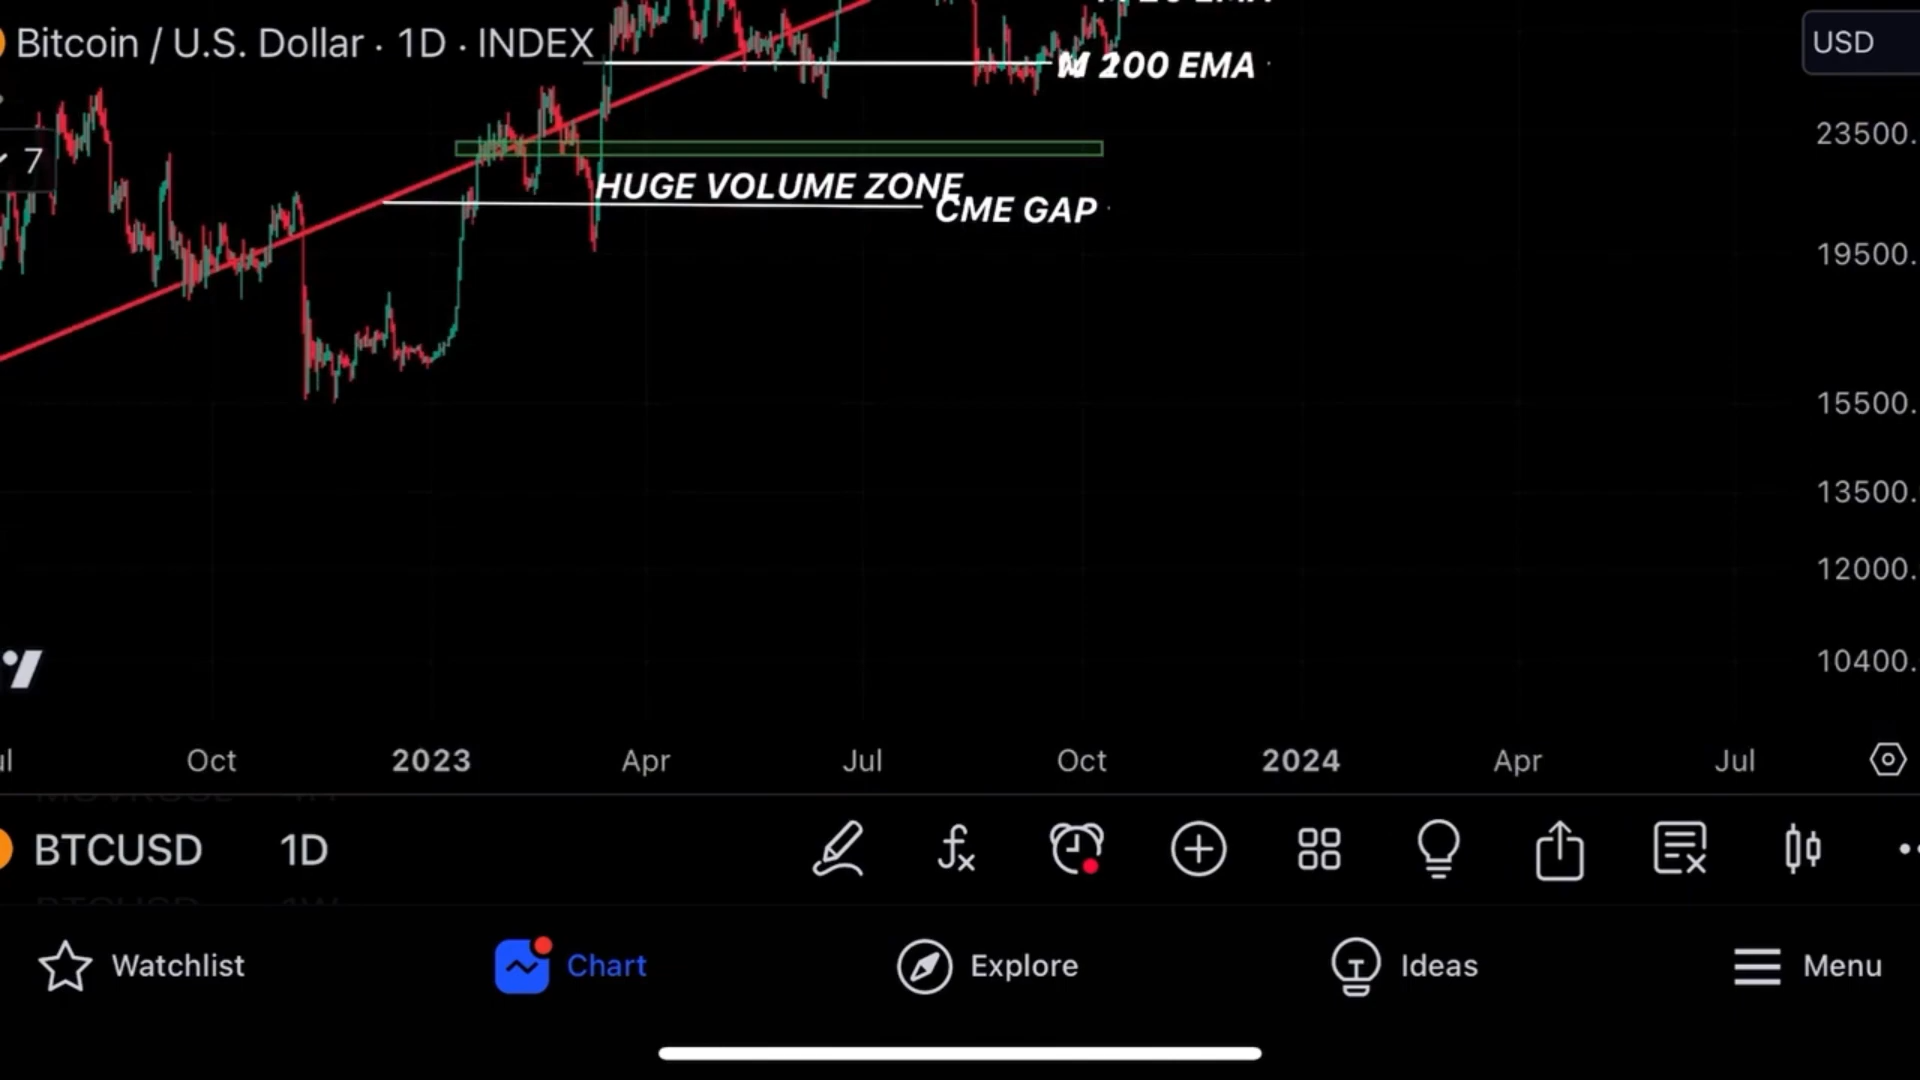 Bitcoin / U.S. Dollar · 1D · INDEX
USD
200 EMA
7
23500.
HUGE VOLUME ZONE
CME GAP
19500.
15500.
13500.
12000.
10400.
Oct 2023 Apr Jul Oct 2024 Apr Jul
BTCUSD 1D
Watchlist Chart Explore Ideas Menu